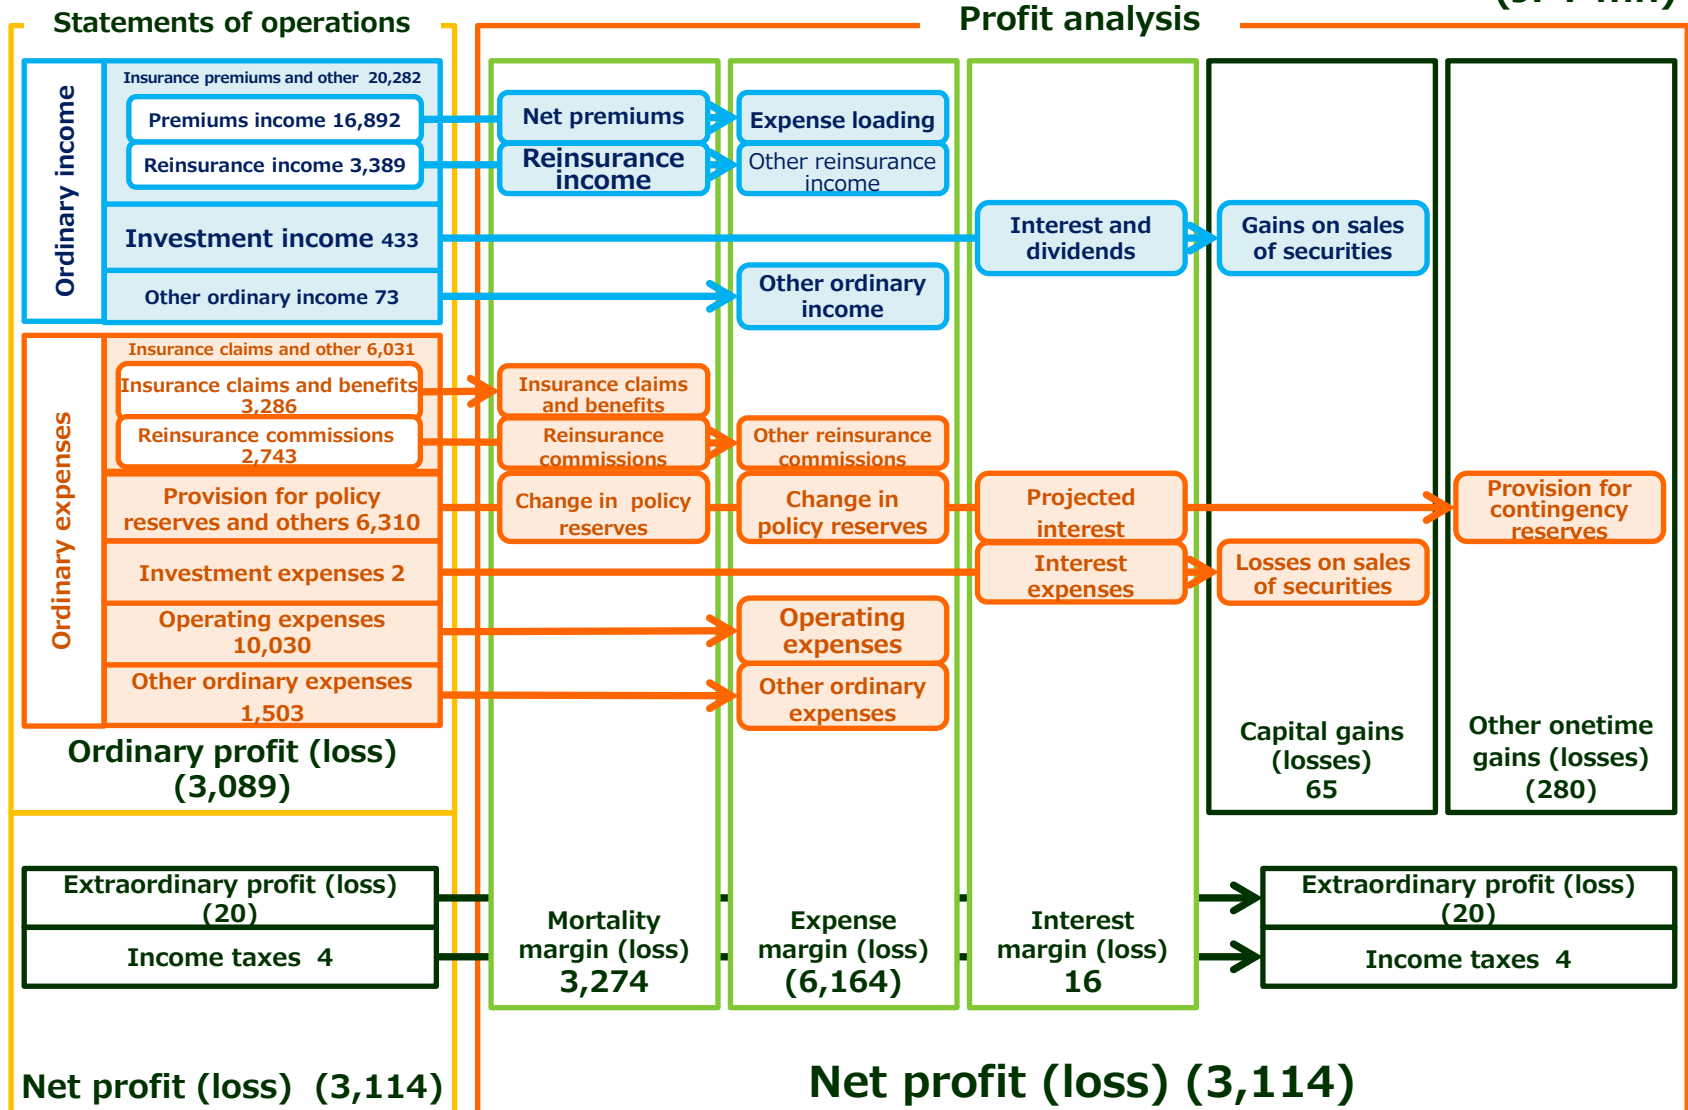 Statements of operations
Profit analysis
Ordinary income
Insurance premiums and other 20,282
Premiums income 16,892
Reinsurance income 3,389
Investment income 433
Other ordinary income 73
Net premiums
Expense loading
Reinsurance
income
Other reinsurance
income
Interest and
dividends
Gains on sales
of securities
Other ordinary
income
Ordinary expenses
Insurance claims and other 6,031
Insurance claims and benefits
3,286
Reinsurance commissions
2,743
Provision for policy
reserves and others 6,310
Investment expenses 2
Operating expenses
10,030
Other ordinary expenses
1,503
Insurance claims
and benefits
Reinsurance
commissions
Other reinsurance
commissions
Change in policy
reserves
Change in
policy reserves
Projected
interest
Provision for
contingency
reserves
Interest
expenses
Losses on sales
of securities
Operating
expenses
Other ordinary
expenses
Ordinary profit (loss)
(3,089)
Capital gains
(losses)
65
Other onetime
gains (losses)
(280)
Extraordinary profit (loss)
(20)
Income taxes 4
Mortality
margin (loss)
3,274
Expense
margin (loss)
(6,164)
Interest
margin (loss)
16
Extraordinary profit (loss)
(20)
Income taxes 4
Net profit (loss) (3,114)
Net profit (loss) (3,114)